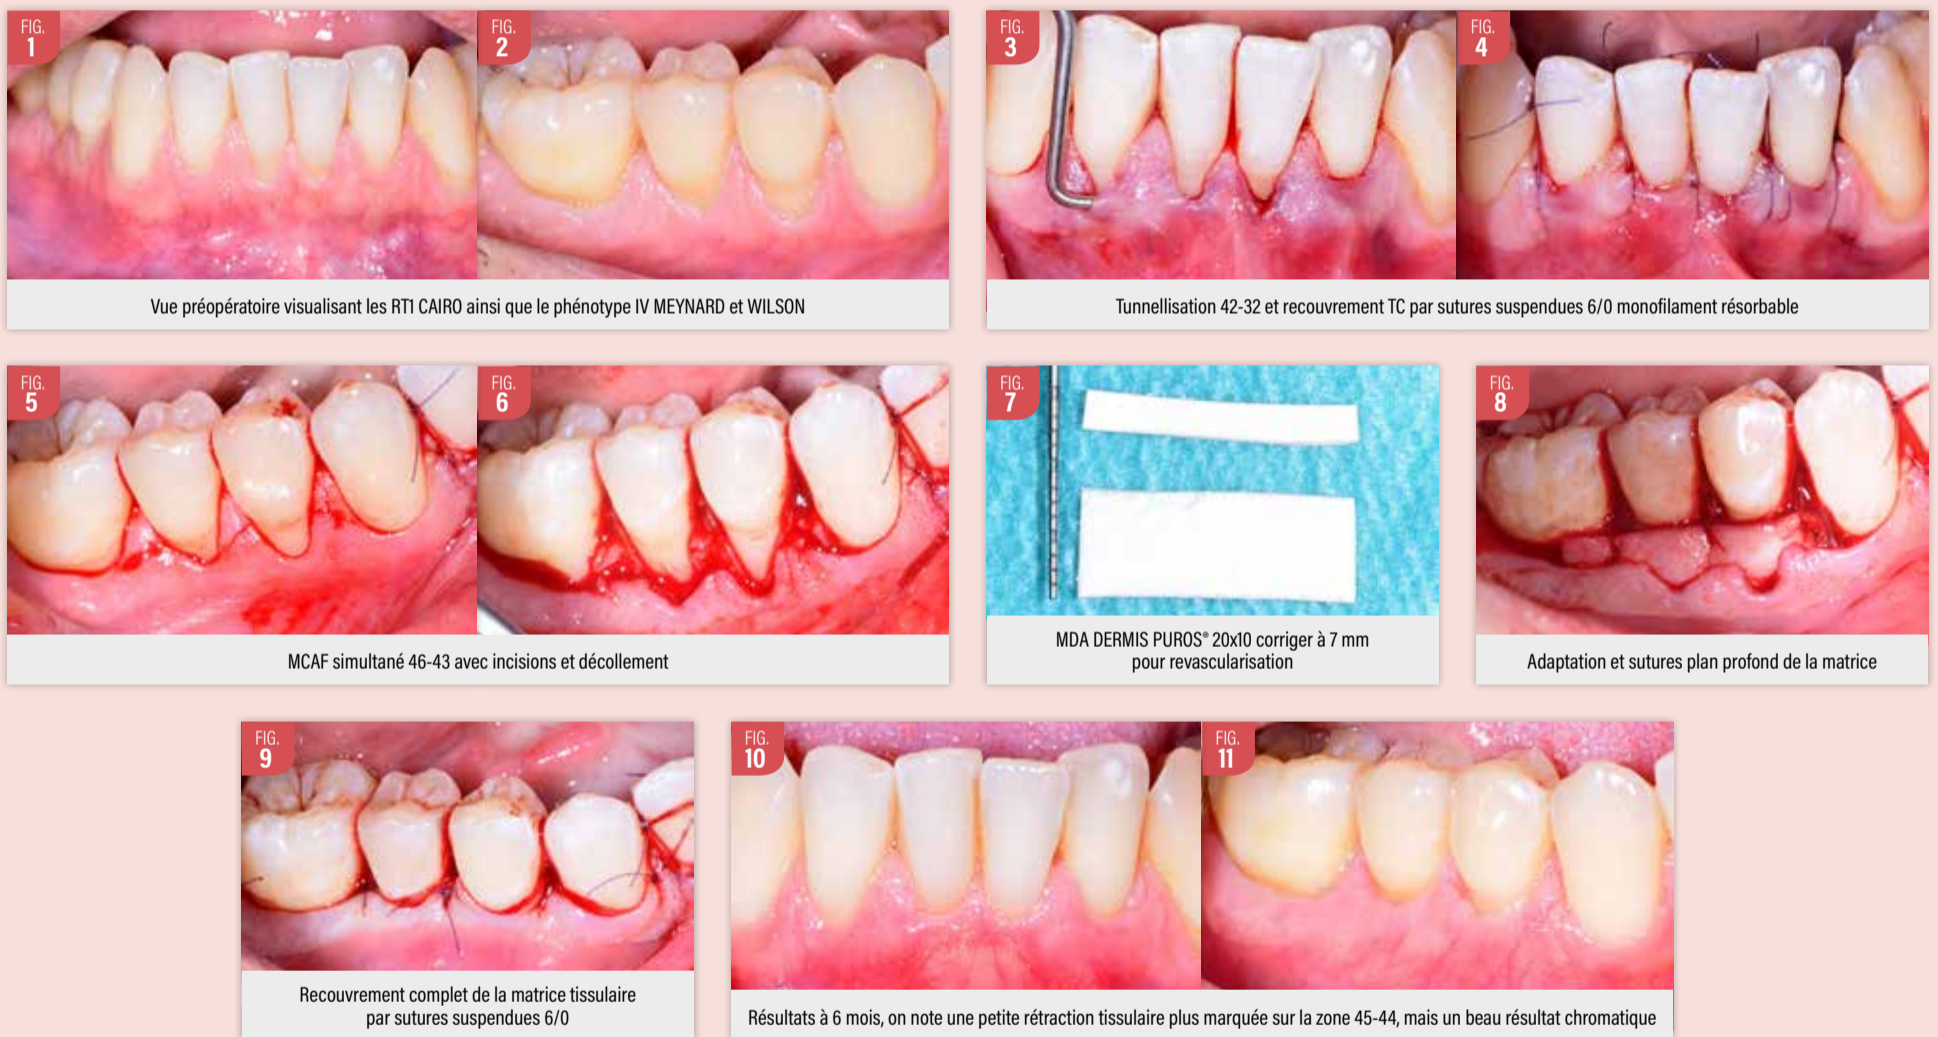 FIG.
1
FIG.
2
Vue préopératoire visualisant les RT1 CAIRO ainsi que le phénotype IV MEYNARD et WILSON
FIG.
3
FIG.
4
Tunnellisation 42-32 et recouvrement TC par sutures suspendues 6/0 monofilament résorbable
FIG.
5
FIG.
6
MCAF simultané 46-43 avec incisions et décollement
FIG.
7
MDA DERMIS PUROS® 20x10 corriger à 7 mm
pour revascularisation
FIG.
8
Adaptation et sutures plan profond de la matrice
FIG.
9
Recouvrement complet de la matrice tissulaire
par sutures suspendues 6/0
FIG.
10
FIG.
11
Résultats à 6 mois, on note une petite rétraction tissulaire plus marquée sur la zone 45-44, mais un beau résultat chromatique